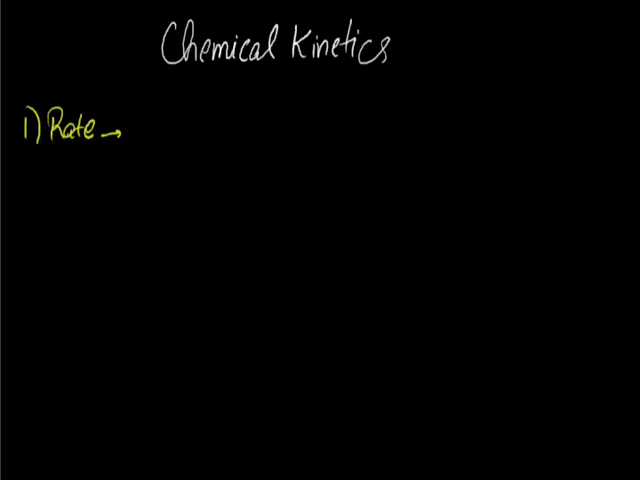 Chemical Kinetics
1) Rate →